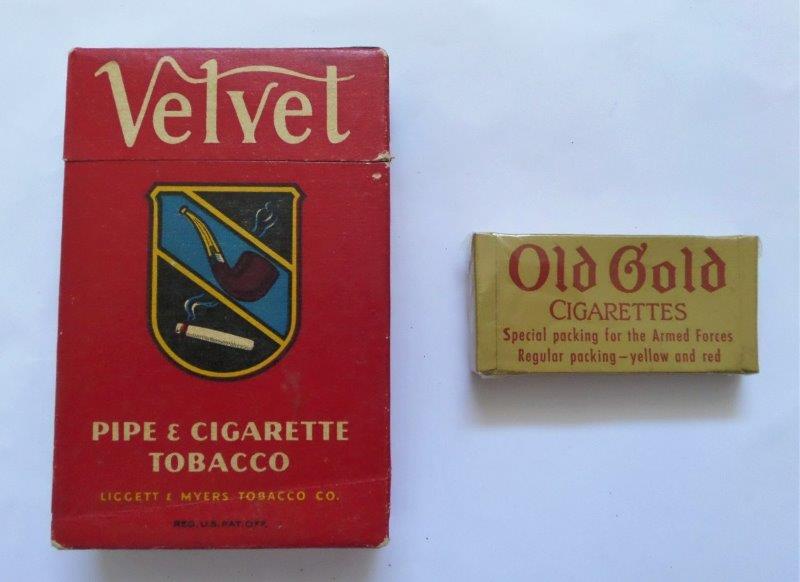 Velvet
PIPE & CIGARETTE
TOBACCO
LIGGETT & MYERS TOBACCO CO.
REG. U.S. PAT. OFF.
Old Gold
CIGARETTES
Special packing for the Armed Forces
Regular packing—yellow and red